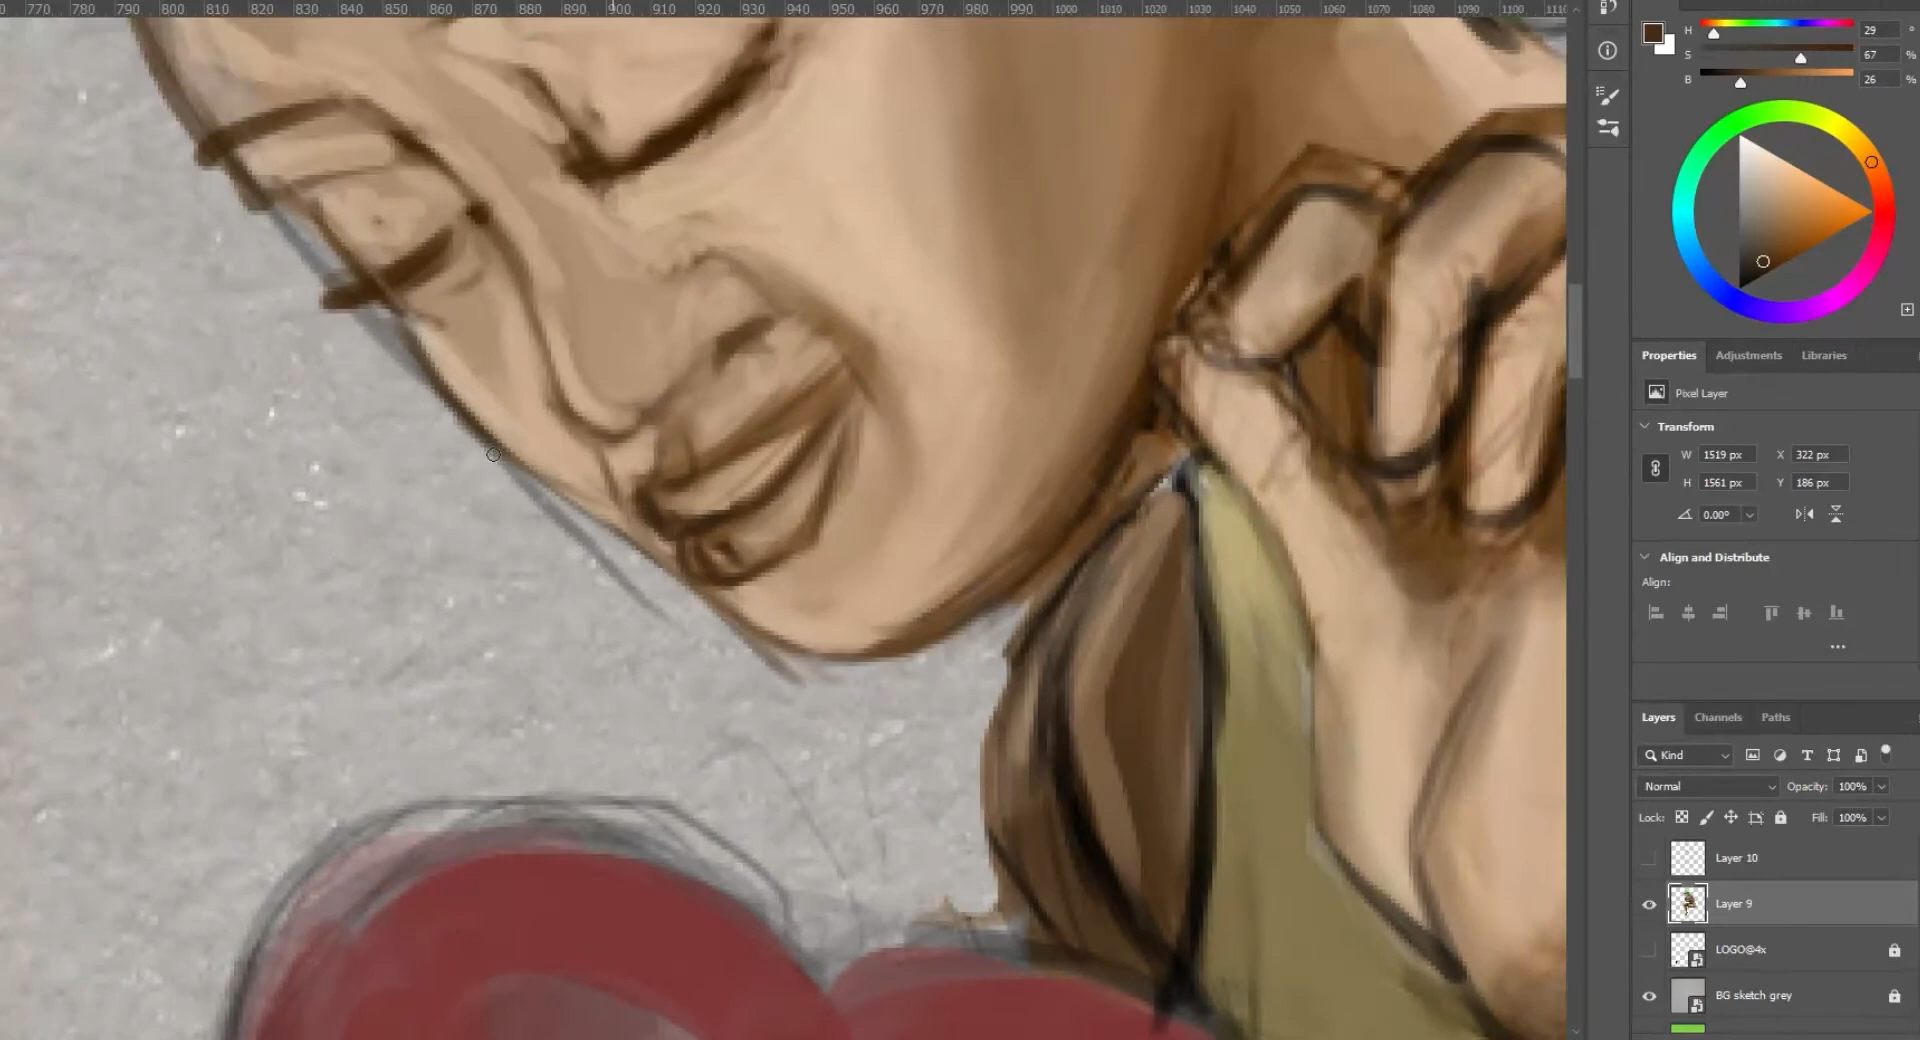 770 780 790 800 810 820 830 840 850 860 870 880 890 900 910 920 930 940 950 960 970 980 990 1000 1010 1020 1030 1040 1050 1060 1070 1080 1090 1100
H 29 °
S 67 %
B 26 %
Properties Adjustments Libraries
Pixel Layer
Transform
W 1519 px X 322 px
H 1561 px Y 186 px
0.00°
Align and Distribute
Align:
Layers Channels Paths
Kind
Normal Opacity: 100%
Lock: Fill: 100%
Layer 10
Layer 9
LOGO@4x
BG sketch grey